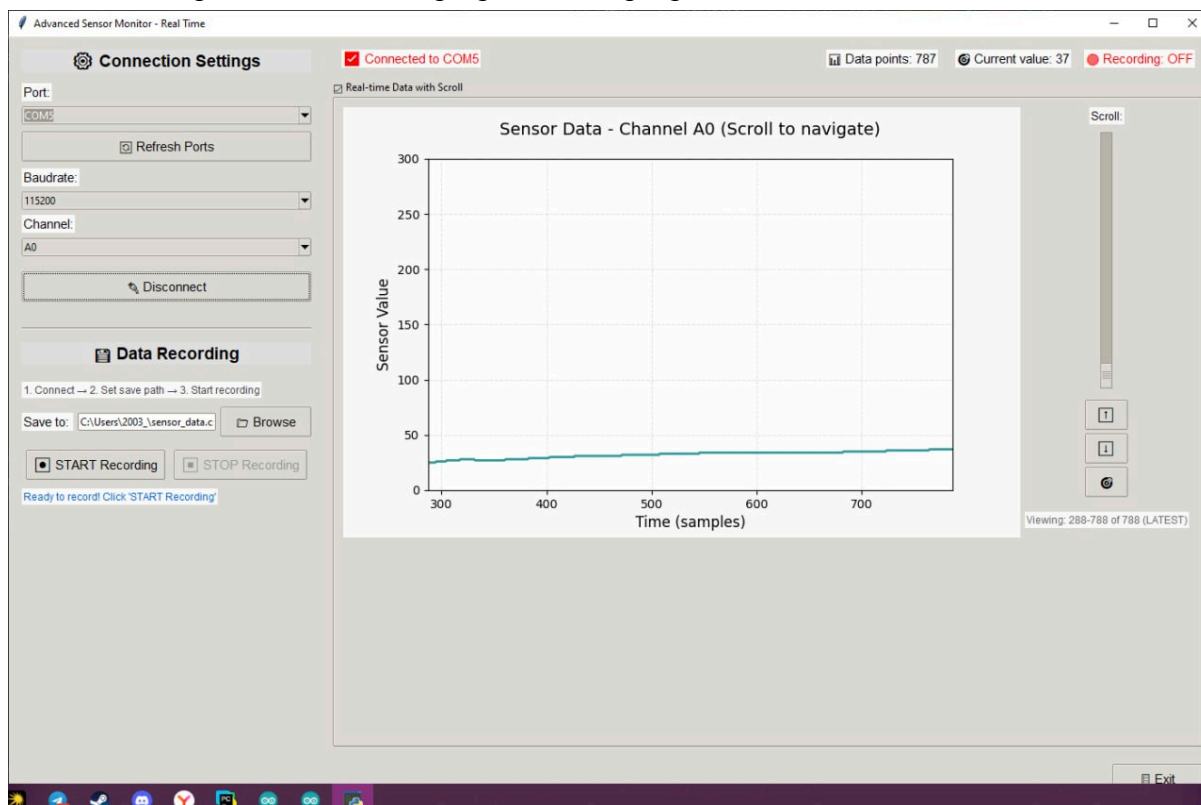 Advanced Sensor Monitor - Real Time
Connection Settings
Port:
COM5
Refresh Ports
Baudrate:
115200
Channel:
A0
Disconnect
Data Recording
1. Connect → 2. Set save path → 3. Start recording
Save to: C:\Users\2003_\sensor_data.c Browse
START Recording STOP Recording
Ready to record! Click 'START Recording'
Connected to COM5
Data points: 787 Current value: 37 Recording: OFF
Real-time Data with Scroll
Sensor Data - Channel A0 (Scroll to navigate)
Sensor Value
300
250
200
150
100
50
0
300 400 500 600 700
Time (samples)
Scroll:
↑
↓
Viewing: 288-788 of 788 (LATEST)
Exit
PC